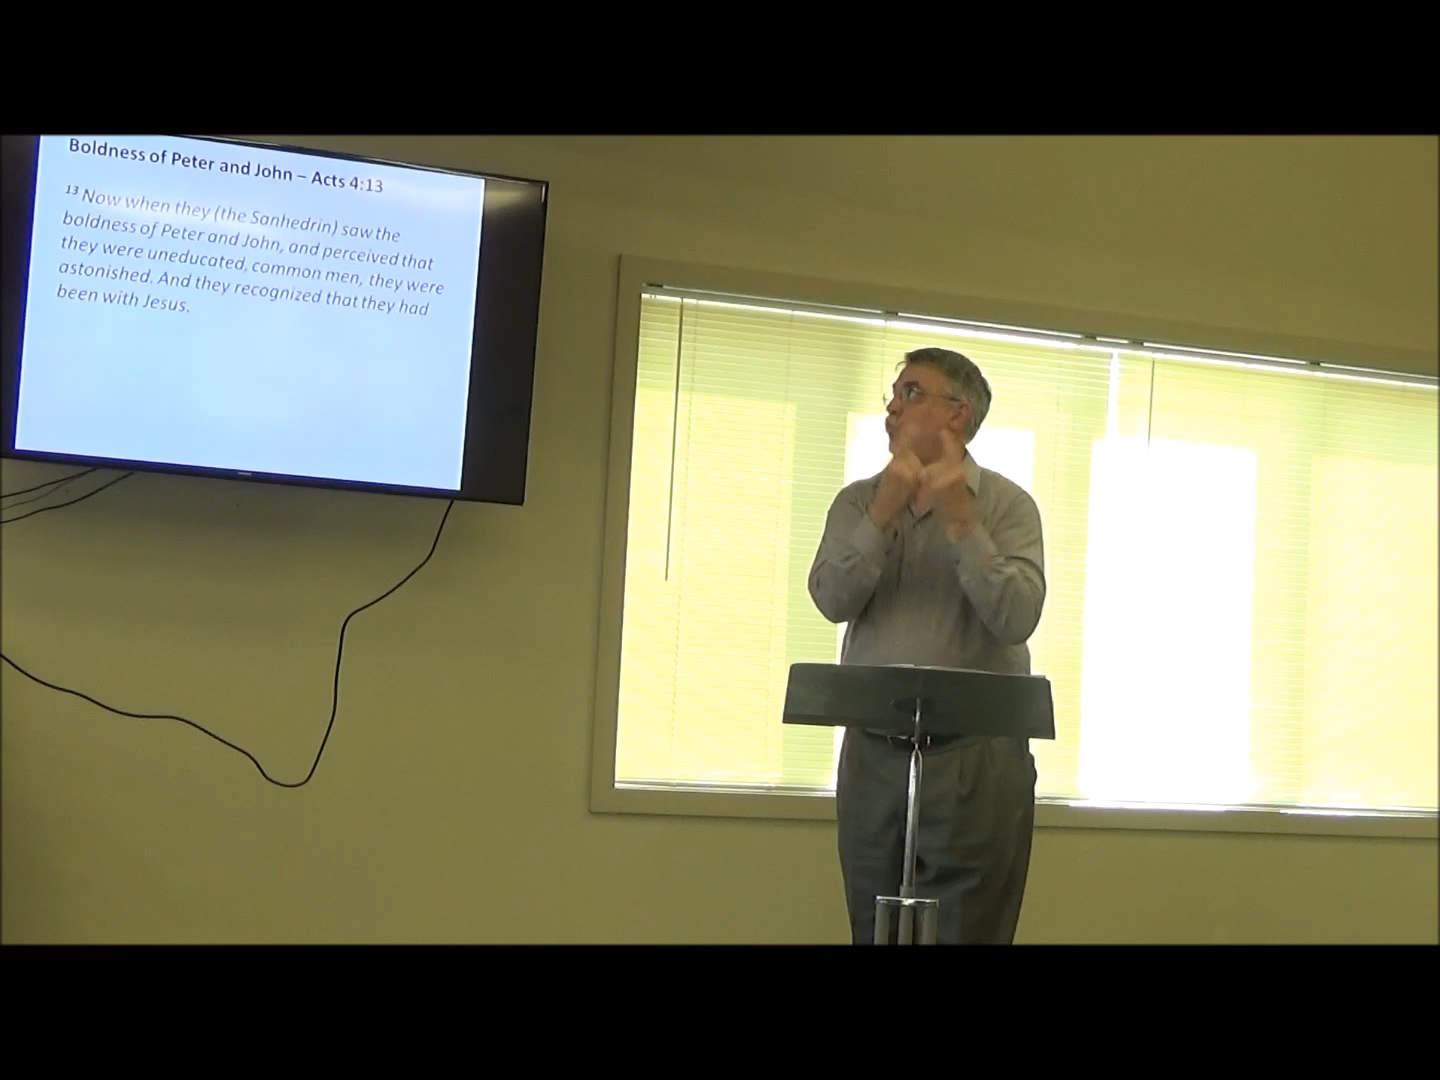 Boldness of Peter and John – Acts 4:13
13 Now when they (the Sanhedrin) saw the
boldness of Peter and John, and perceived that
they were uneducated, common men, they were
astonished. And they recognized that they had
been with Jesus.